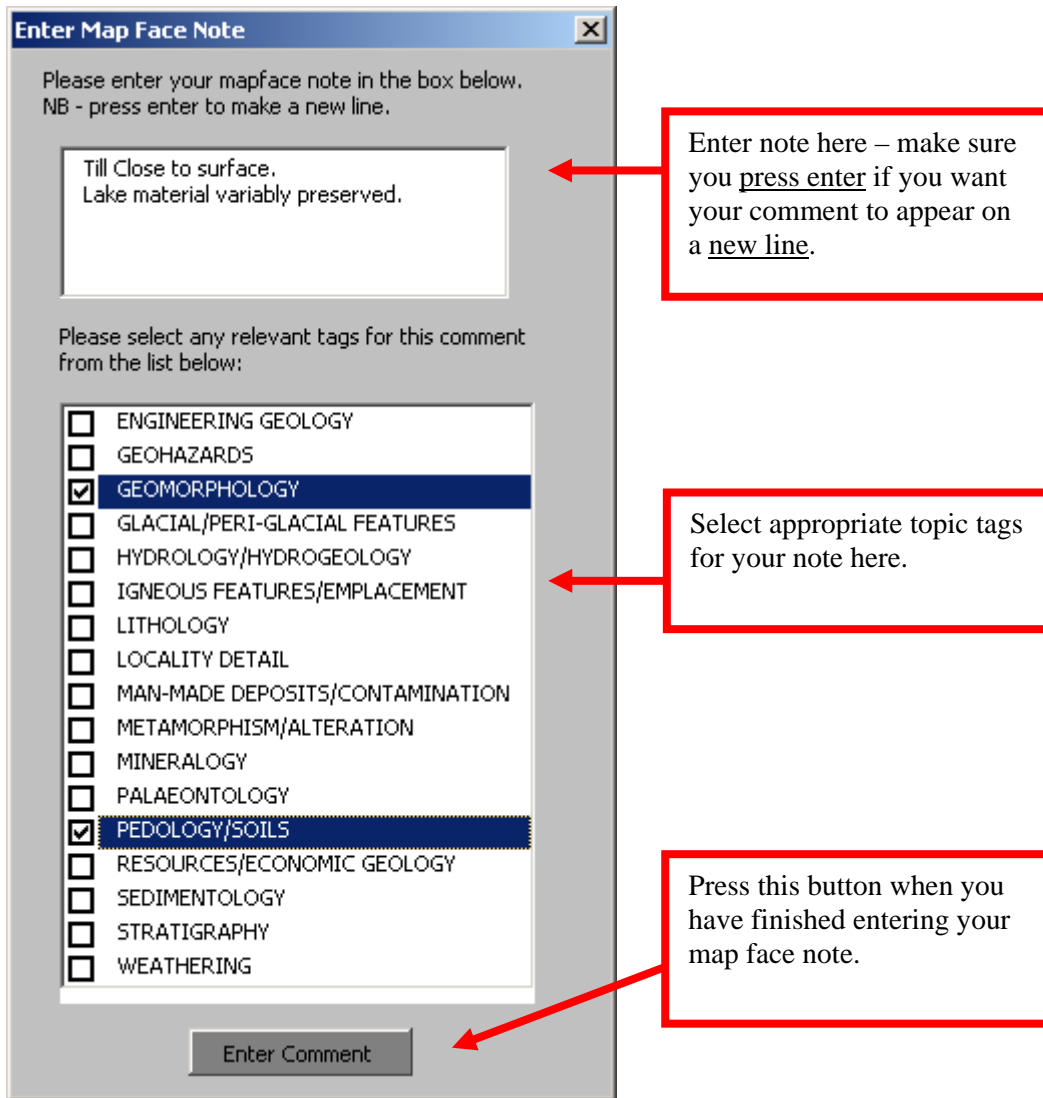 Enter Map Face Note
Please enter your mapface note in the box below.
NB - press enter to make a new line.
Till Close to surface.
Lake material variably preserved.
Enter note here – make sure
you press enter if you want
your comment to appear on
a new line.
Please select any relevant tags for this comment
from the list below:
ENGINEERING GEOLOGY
GEOHAZARDS
GEOMORPHOLOGY
GLACIAL/PERI-GLACIAL FEATURES
HYDROLOGY/HYDROGEOLOGY
IGNEOUS FEATURES/EMPLACEMENT
LITHOLOGY
LOCALITY DETAIL
MAN-MADE DEPOSITS/CONTAMINATION
METAMORPHISM/ALTERATION
MINERALOGY
PALAEONTOLOGY
PEDOLOGY/SOILS
RESOURCES/ECONOMIC GEOLOGY
SEDIMENTOLOGY
STRATIGRAPHY
WEATHERING
Select appropriate topic tags
for your note here.
Press this button when you
have finished entering your
map face note.
Enter Comment